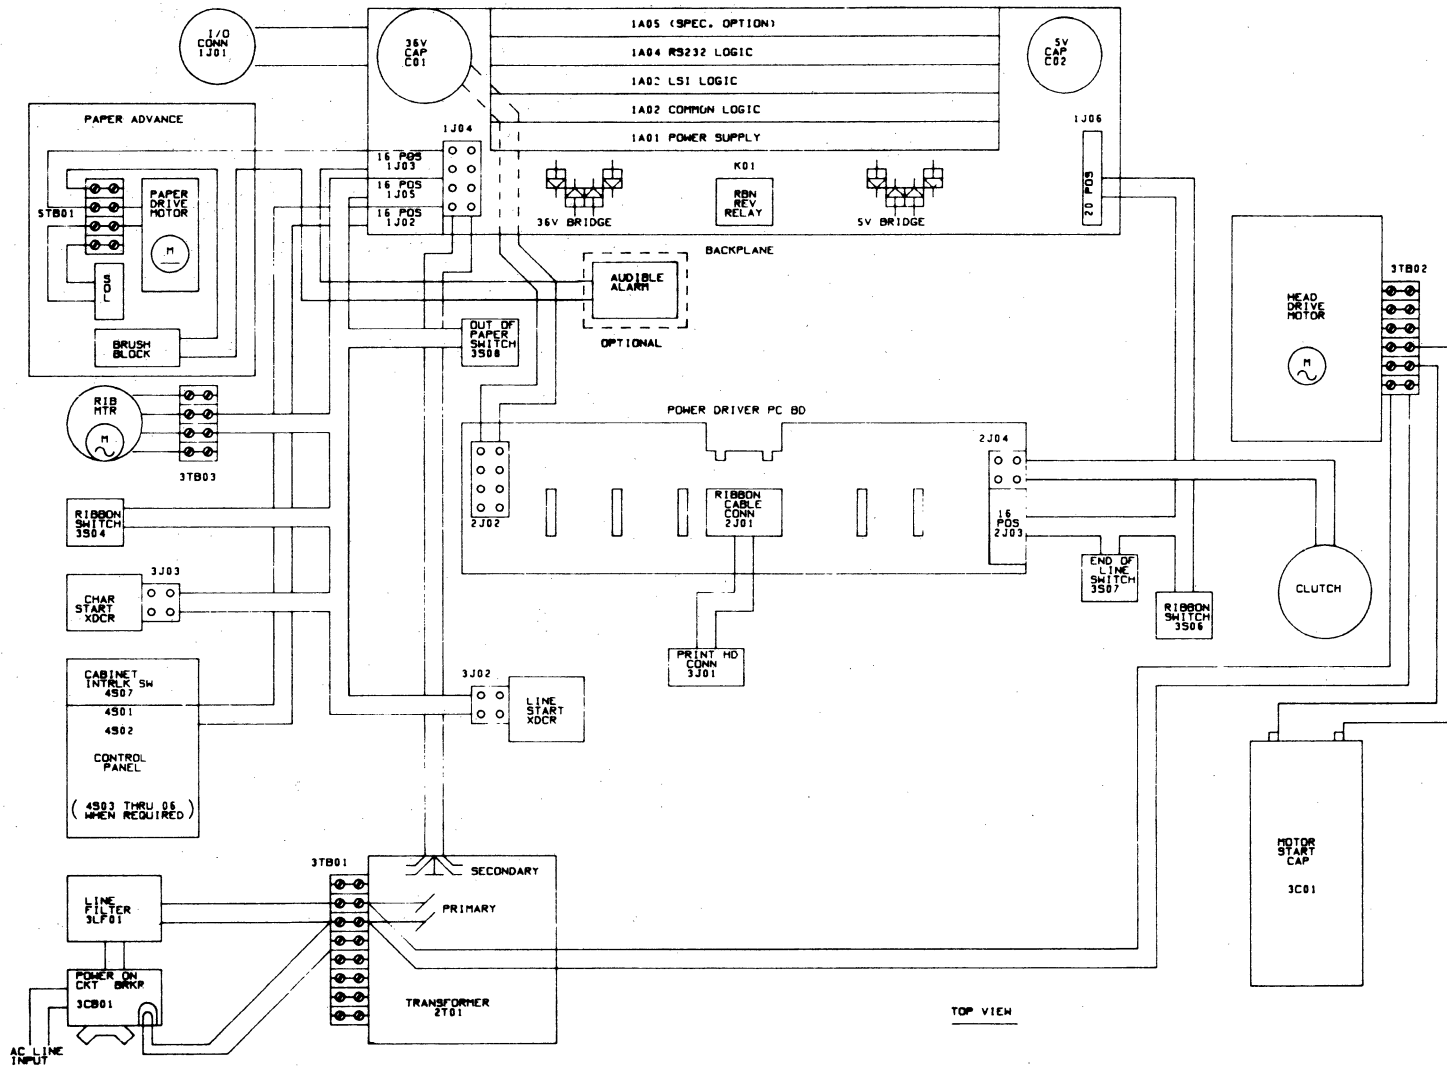 I/O
CONN
1J01
36V
CAP
C01
1A05 (SPEC. OPTION)
1A04 RS232 LOGIC
1A03 LSI LOGIC
1A02 COMMON LOGIC
1A01 POWER SUPPLY
5V
CAP
C02
1J04
1J06
16 POS
1J03
16 POS
1J05
16 POS
1J02
20 POS
K01
RBN
REV
RELAY
36V BRIDGE
5V BRIDGE
BACKPLANE
PAPER ADVANCE
5TB01
PAPER
DRIVE
MOTOR
M
SOL
BRUSH
BLOCK
AUDIBLE
ALARM
OPTIONAL
OUT OF
PAPER
SWITCH
3S08
HEAD
DRIVE
MOTOR
M
3TB02
RIB
MTR
M
3TB03
POWER DRIVER PC BD
2J02
RIBBON
CABLE
CONN
2J01
2J04
16
POS
2J03
RIBBON
SWITCH
3S04
3J03
CHAR
START
XDCR
END OF
LINE
SWITCH
3S07
RIBBON
SWITCH
3S06
CLUTCH
PRINT HD
CONN
3J01
CABINET
INTRLK SW
4S07
4S01
4S02
CONTROL
PANEL
(4S03 THRU 06
WHEN REQUIRED)
3J02
LINE
START
XDCR
MOTOR
START
CAP
3C01
3TB01
SECONDARY
PRIMARY
TRANSFORMER
2T01
LINE
FILTER
3LF01
POWER ON
CKT BRKR
3CB01
AC LINE
INPUT
TOP VIEW